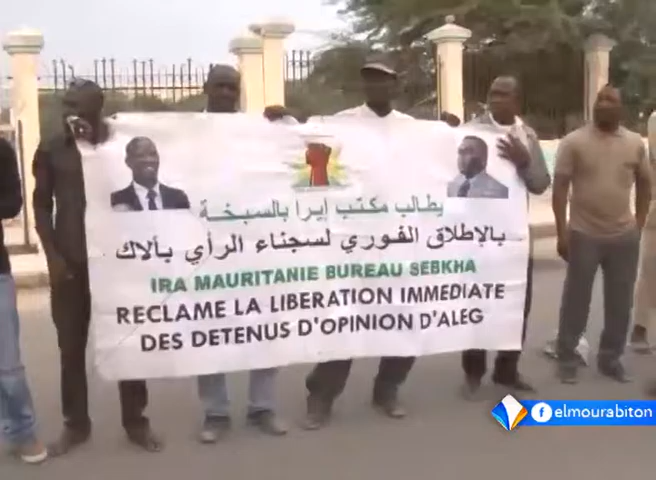 يطالب مكتب إيرا بالسبخة
بالإطلاق الفوري لسجناء الرأي بألاك
IRA MAURITANIE BUREAU SEBKHA
RECLAME LA LIBERATION IMMEDIATE
DES DETENUS D'OPINION D'ALEG
elmourabiton